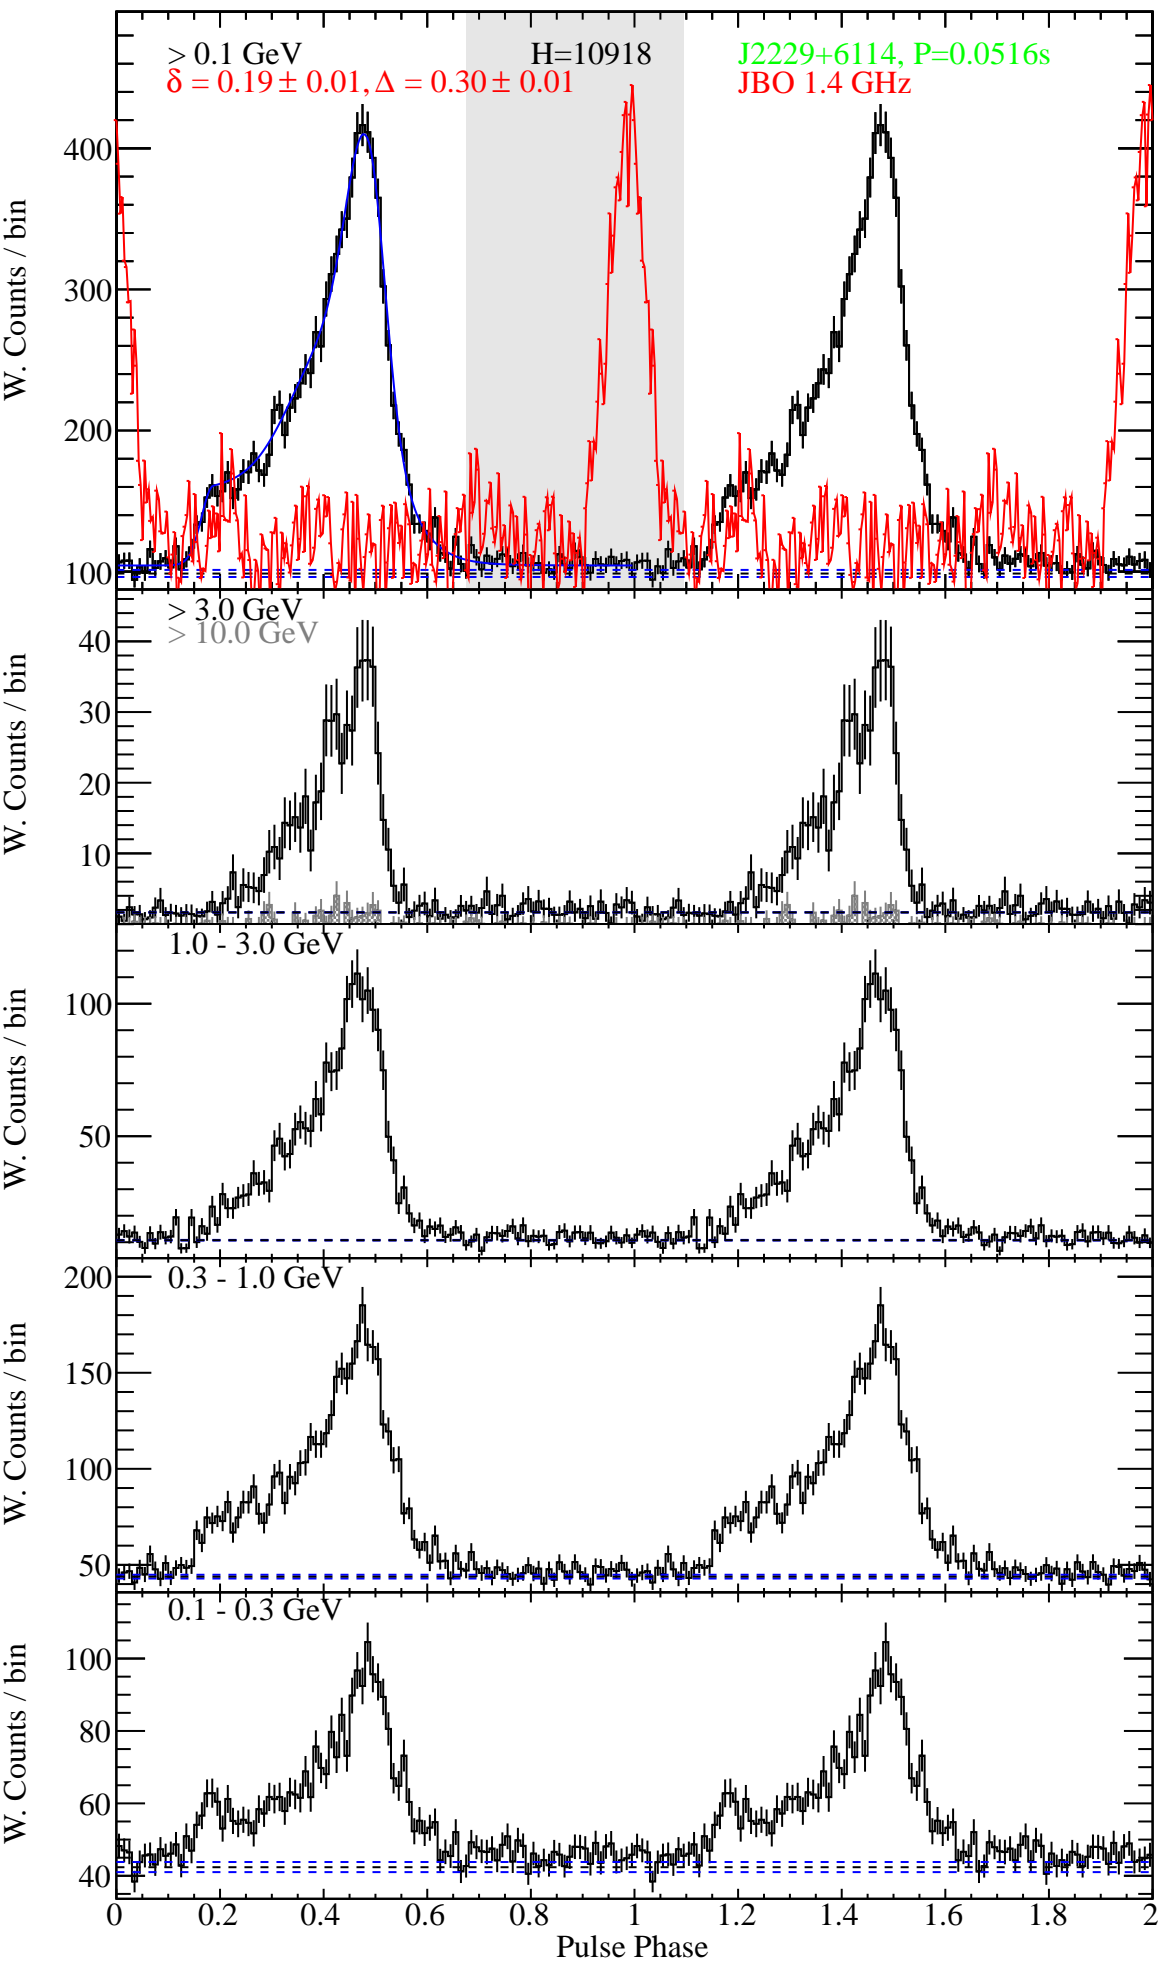 > 0.1 GeV
H=10918
J2229+6114, P=0.0516s
δ = 0.19 ± 0.01, Δ = 0.30 ± 0.01
JBO 1.4 GHz
W. Counts / bin
400
300
200
100
> 3.0 GeV
> 10.0 GeV
W. Counts / bin
40
30
20
10
1.0 - 3.0 GeV
W. Counts / bin
100
50
0.3 - 1.0 GeV
W. Counts / bin
200
150
100
50
0.1 - 0.3 GeV
W. Counts / bin
100
80
60
40
0 0.2 0.4 0.6 0.8 1 1.2 1.4 1.6 1.8 2
Pulse Phase